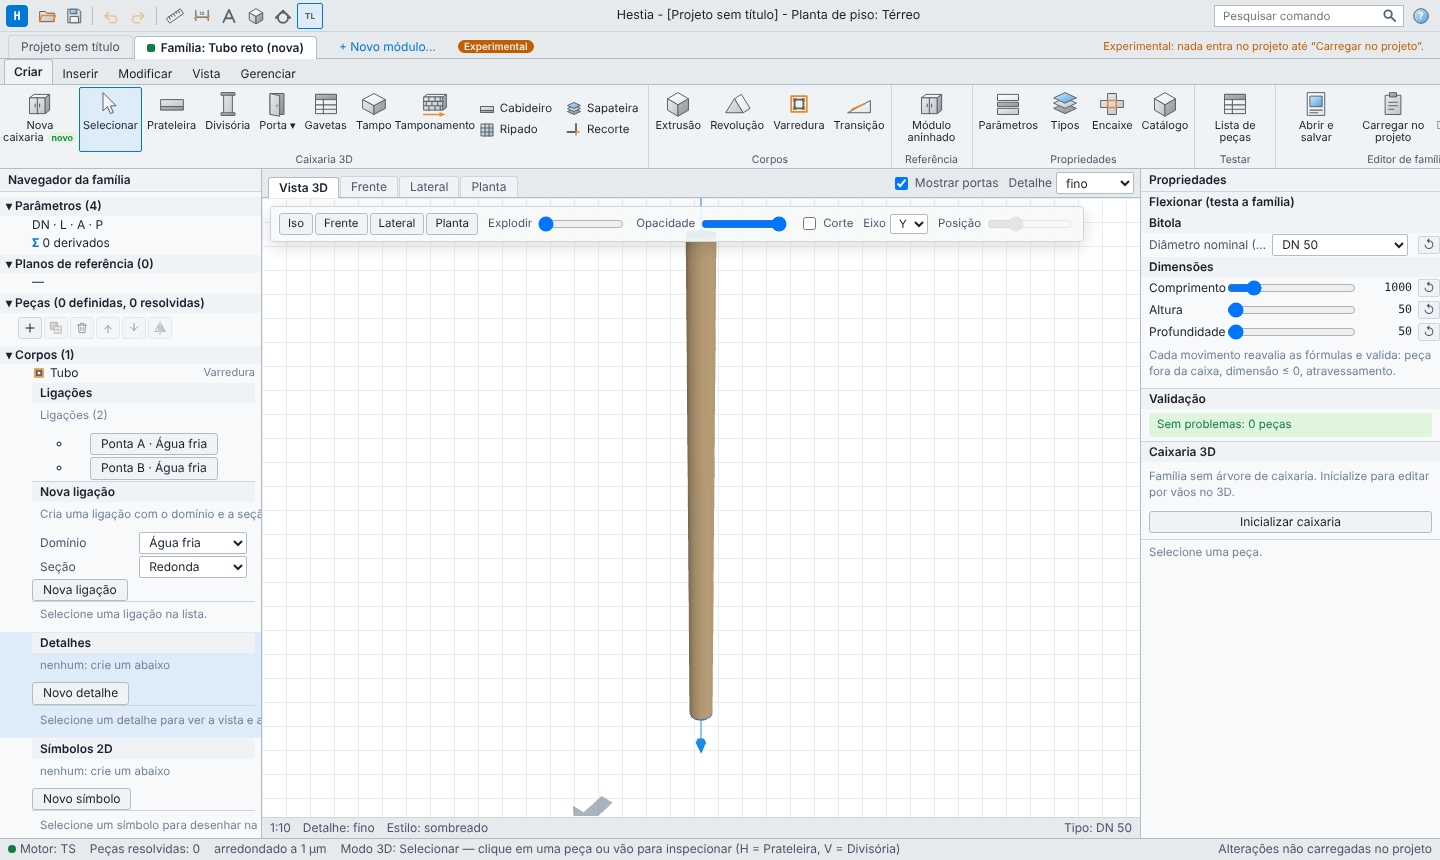 H
TL
Hestia - [Projeto sem título] - Planta de piso: Térreo
Pesquisar comando
?
Projeto sem título
Família: Tubo reto (nova)
+ Novo módulo...
Experimental
Experimental: nada entra no projeto até “Carregar no projeto”.
Criar
Inserir
Modificar
Vista
Gerenciar
Nova caixaria novo
Selecionar
Prateleira
Divisória
Porta ▾
Gavetas
Tampo
Tamponamento
Cabideiro
Ripado
Sapateira
Recorte
Caixaria 3D
Extrusão
Revolução
Varredura
Transição
Corpos
Módulo aninhado
Referência
Parâmetros
Tipos
Encaixe
Catálogo
Propriedades
Lista de peças
Testar
Abrir e salvar
Carregar no projeto
Editor de famíl
Navegador da família
▾ Parâmetros (4)
DN · L · A · P
Σ 0 derivados
▾ Planos de referência (0)
—
▾ Peças (0 definidas, 0 resolvidas)
▾ Corpos (1)
Tubo Varredura
Ligações
Ligações (2)
Ponta A · Água fria
Ponta B · Água fria
Nova ligação
Cria uma ligação com o domínio e a seçã
Domínio Água fria
Seção Redonda
Nova ligação
Selecione uma ligação na lista.
Detalhes
nenhum: crie um abaixo
Novo detalhe
Selecione um detalhe para ver a vista e a
Símbolos 2D
nenhum: crie um abaixo
Novo símbolo
Selecione um símbolo para desenhar na
Vista 3D
Frente
Lateral
Planta
Mostrar portas
Detalhe fino
Iso
Frente
Lateral
Planta
Explodir
Opacidade
Corte
Eixo Y
Posição
1:10 Detalhe: fino Estilo: sombreado
Tipo: DN 50
Propriedades
Flexionar (testa a família)
Bitola
Diâmetro nominal (... DN 50
Dimensões
Comprimento 1000
Altura 50
Profundidade 50
Cada movimento reavalia as fórmulas e valida: peça
fora da caixa, dimensão ≤ 0, atravessamento.
Validação
Sem problemas: 0 peças
Caixaria 3D
Família sem árvore de caixaria. Inicialize para editar
por vãos no 3D.
Inicializar caixaria
Selecione uma peça.
Motor: TS Peças resolvidas: 0 arredondado a 1 µm Modo 3D: Selecionar — clique em uma peça ou vão para inspecionar (H = Prateleira, V = Divisória)
Alterações não carregadas no projeto